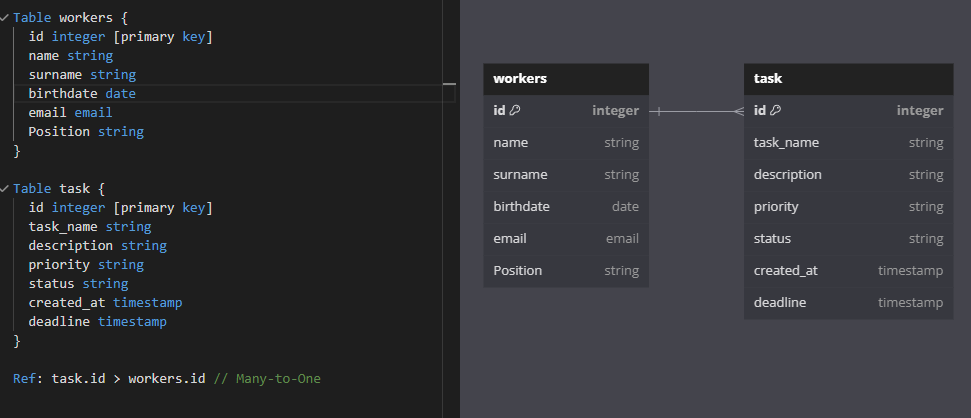 Table workers {
id integer [primary key]
name string
surname string
birthdate date
email email
Position string
}
Table task {
id integer [primary key]
task_name string
description string
priority string
status string
created_at timestamp
deadline timestamp
}
Ref: task.id > workers.id // Many-to-One
workers
id integer
name string
surname string
birthdate date
email email
Position string
task
id integer
task_name string
description string
priority string
status string
created_at timestamp
deadline timestamp